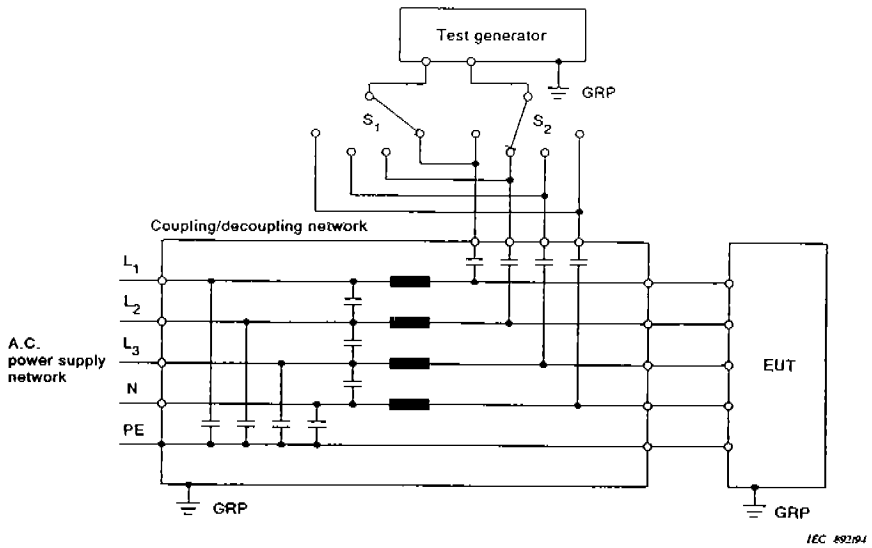 Test generator
GRP
S1
S2
Coupling/decoupling network
L1
L2
L3
N
PE
A.C.
power supply
network
EUT
GRP
GRP
IEC 892/94